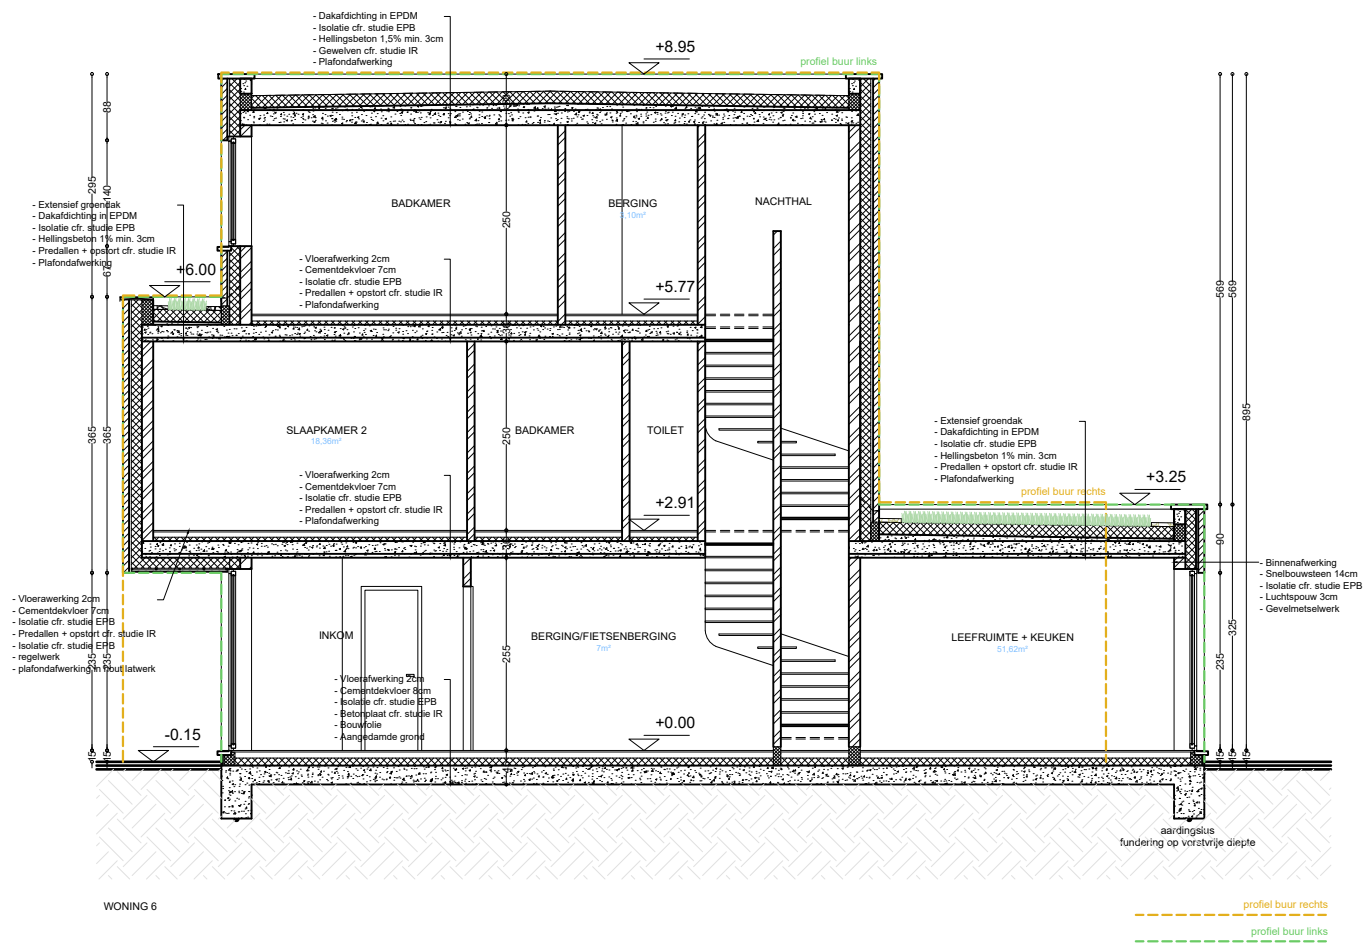 - Dakafdichting in EPDM
- Isolatie cfr. studie EPB
- Hellingsbeton 1,5% min. 3cm
- Gewelven cfr. studie IR
- Plafondafwerking
+8.95
profiel buur links
88
295
140
67
- Extensief groendak
- Dakafdichting in EPDM
- Isolatie cfr. studie EPB
- Hellingsbeton 1% min. 3cm
- Predallen + opstort cfr. studie IR
- Plafondafwerking
+6.00
BADKAMER
250
BERGING
NACHTHAL
- Vloerafwerking 2cm
- Cementdekvloer 7cm
- Isolatie cfr. studie EPB
- Predallen + opstort cfr. studie IR
- Plafondafwerking
+5.77
569
569
895
365
365
SLAAPKAMER 2
18,36m²
250
BADKAMER
TOILET
- Vloerafwerking 2cm
- Cementdekvloer 7cm
- Isolatie cfr. studie EPB
- Predallen + opstort cfr. studie IR
- Plafondafwerking
+2.91
- Extensief groendak
- Dakafdichting in EPDM
- Isolatie cfr. studie EPB
- Hellingsbeton 1% min. 3cm
- Predallen + opstort cfr. studie IR
- Plafondafwerking
profiel buur rechts
+3.25
90
- Binnenafwerking
- Snelbouwsteen 14cm
- Isolatie cfr. studie EPB
- Luchtspouw 3cm
- Gevelmetselwerk
- Vloerawerking 2cm
- Cementdekvloer 7cm
- Isolatie cfr. studie EPB
- Predallen + opstort cfr. studie IR
- Isolatie cfr. studie EPB
- regelwerk
- plafondafwerking in hout latwerk
235
235
INKOM
255
BERGING/FIETSENBERGING
7m²
LEEFRUIMTE + KEUKEN
51,62m²
235
325
- Vloerafwerking 2cm
- Cementdekvloer 8cm
- Isolatie cfr. studie EPB
- Betonplaat cfr. studie IR
- Bouwfolie
- Aangedamde grond
+0.00
-0.15
15
15
15
15
15
aardingslus
fundering op vorstvrije diepte
WONING 6
profiel buur rechts
profiel buur links